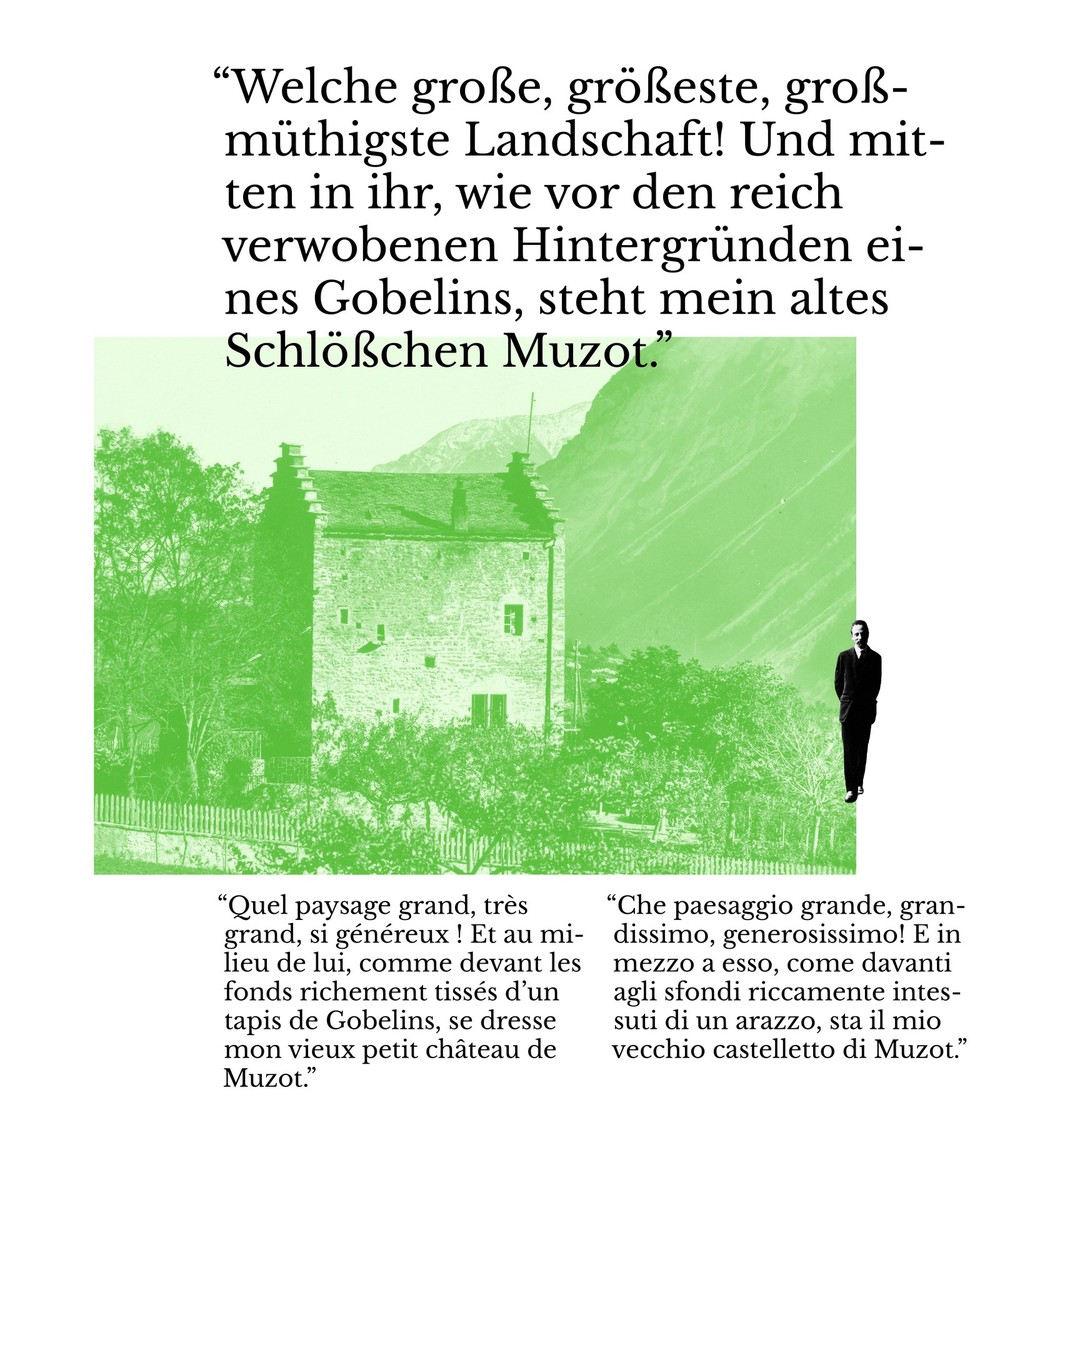 “Welche große, größeste, groß-
müthigste Landschaft! Und mit-
ten in ihr, wie vor den reich
verwobenen Hintergründen ei-
nes Gobelins, steht mein altes
Schlößchen Muzot.”
“Quel paysage grand, très
grand, si généreux ! Et au mi-
lieu de lui, comme devant les
fonds richement tissés d’un
tapis de Gobelins, se dresse
mon vieux petit château de
Muzot.”
“Che paesaggio grande, gran-
dissimo, generosissimo! E in
mezzo a esso, come davanti
agli sfondi riccamente intes-
suti di un arazzo, sta il mio
vecchio castelletto di Muzot.”